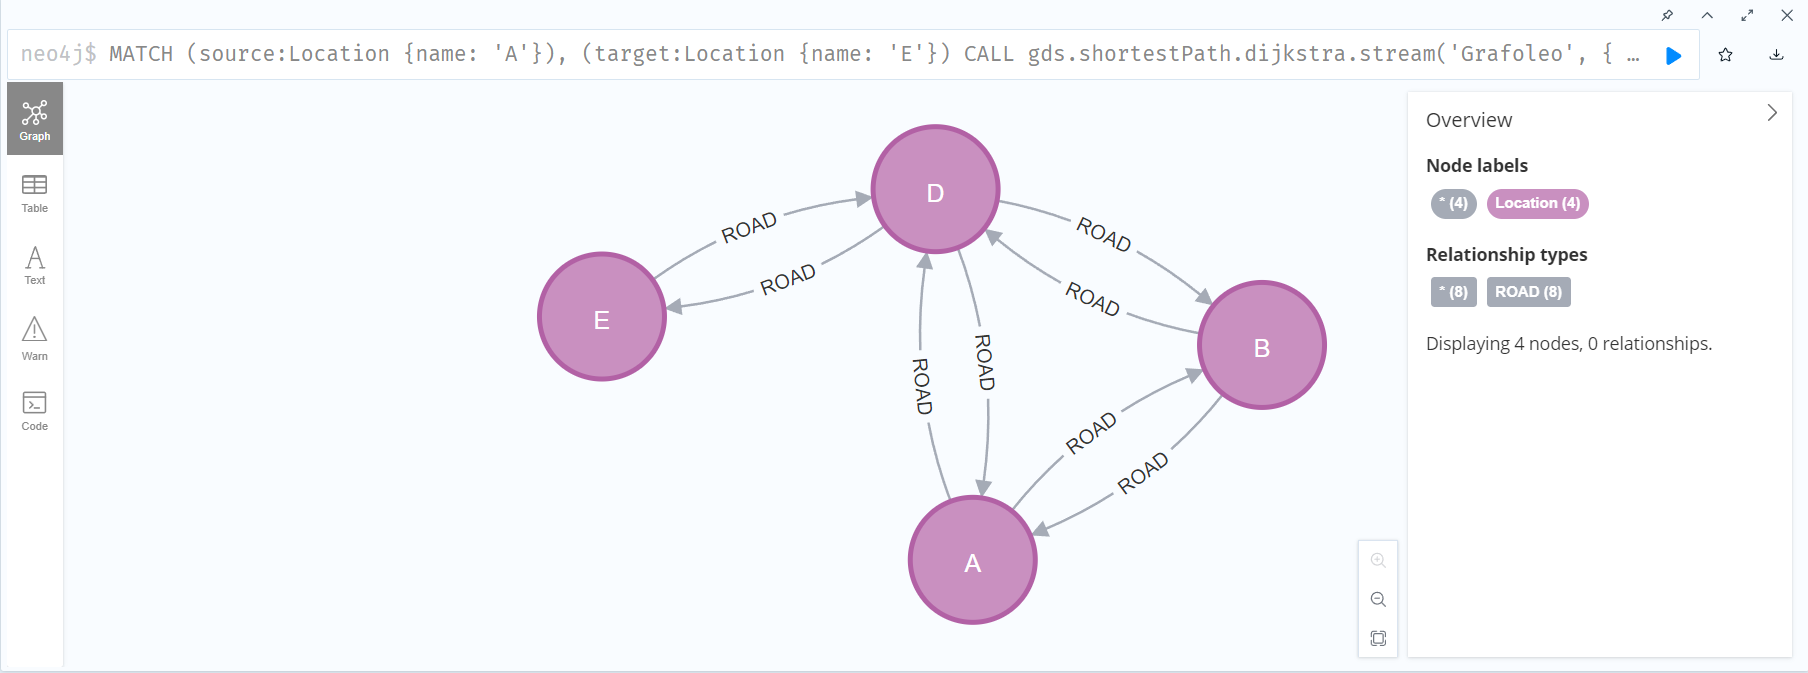 neo4j$ MATCH (source:Location {name: 'A'}), (target:Location {name: 'E'}) CALL gds.shortestPath.dijkstra.stream('Grafoleo', { …
Graph
Table
Text
Warn
Code
D
E
B
A
ROAD
ROAD
ROAD
ROAD
ROAD
ROAD
ROAD
ROAD
Overview
Node labels
* (4) Location (4)
Relationship types
* (8) ROAD (8)
Displaying 4 nodes, 0 relationships.